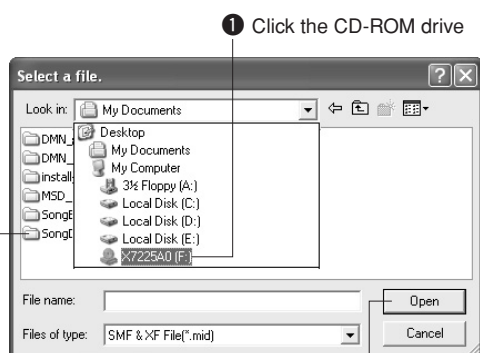 ❶ Click the CD-ROM drive
Select a file.
Look in: My Documents
Desktop
My Documents
My Computer
3½ Floppy (A:)
Local Disk (C:)
Local Disk (D:)
Local Disk (E:)
X7225A0 (F:)
DMN_
DMN_
install
MSD_
SongE
SongD
File name:
Open
Files of type: SMF & XF File(*.mid)
Cancel